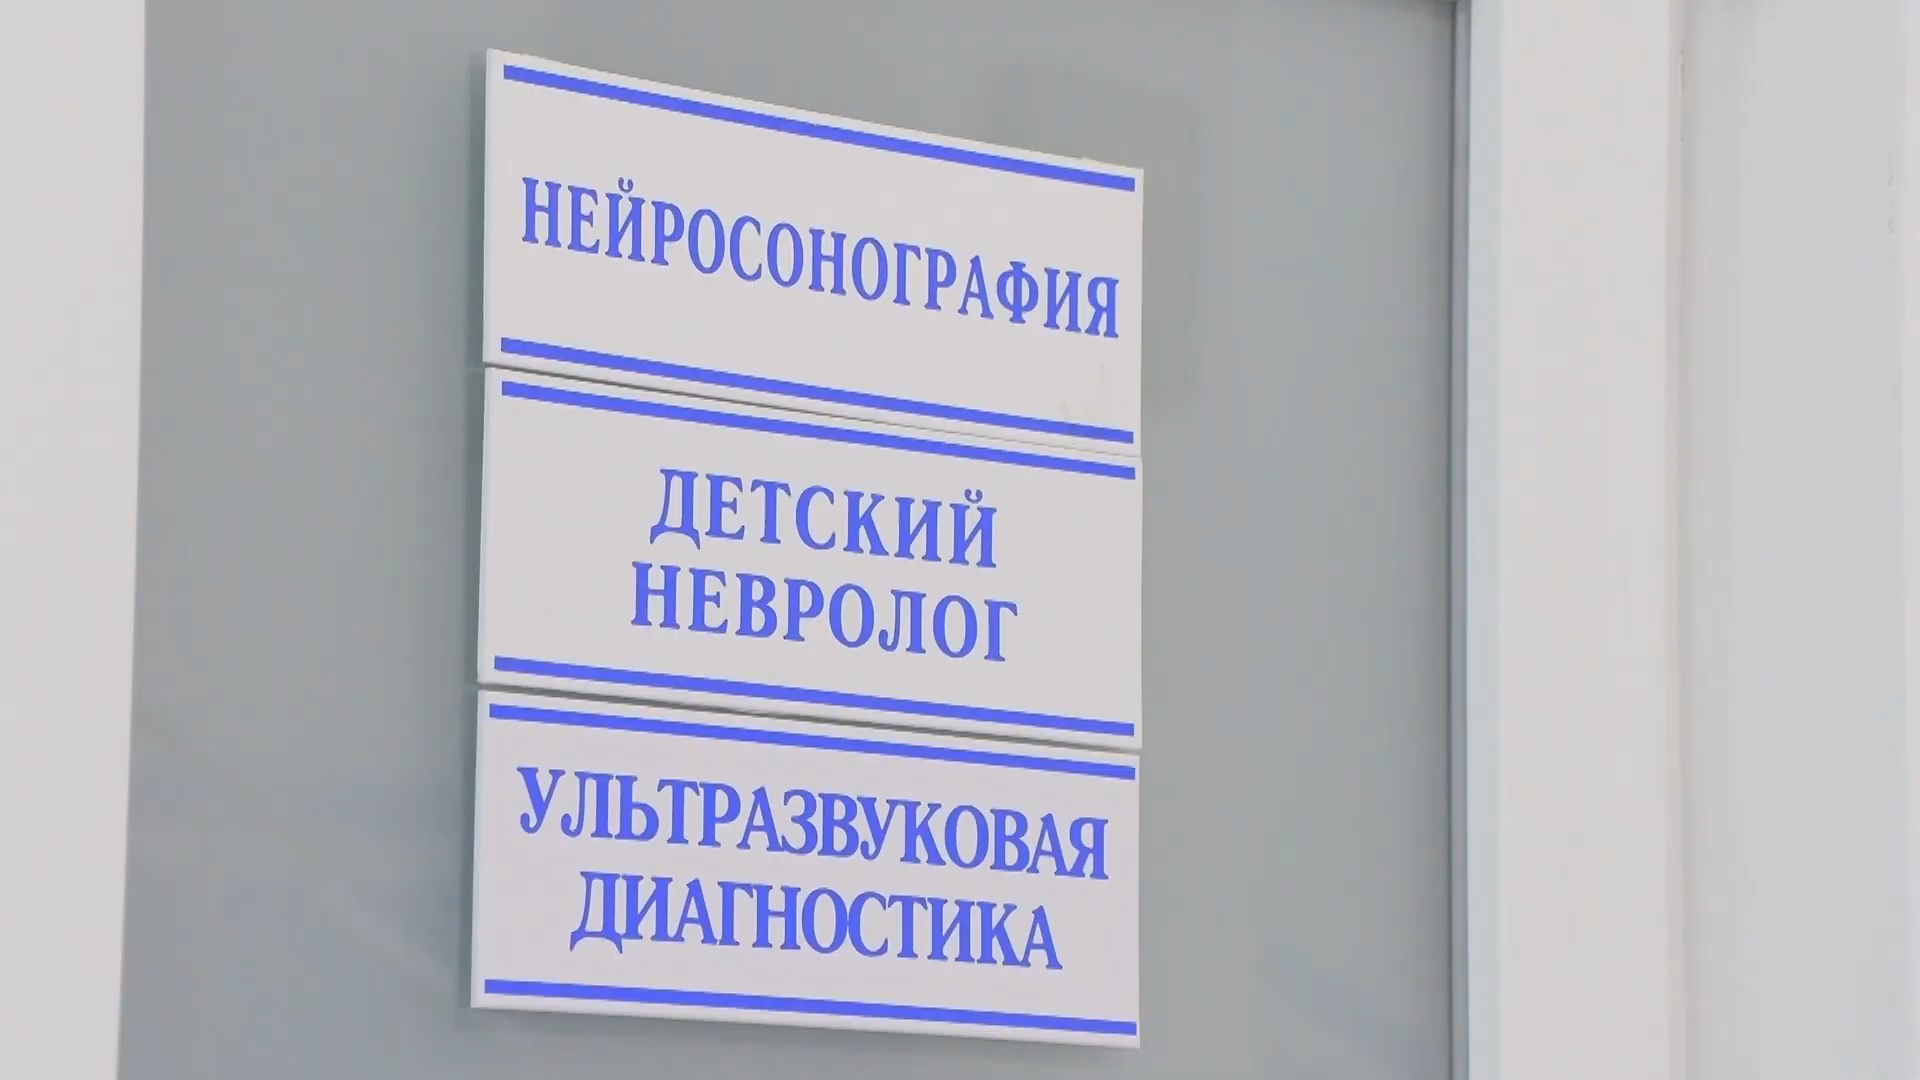 НЕЙРОСОНОГРАФИЯ
ДЕТСКИЙ
НЕВРОЛОГ
УЛЬТРАЗВУКОВАЯ
ДИАГНОСТИКА